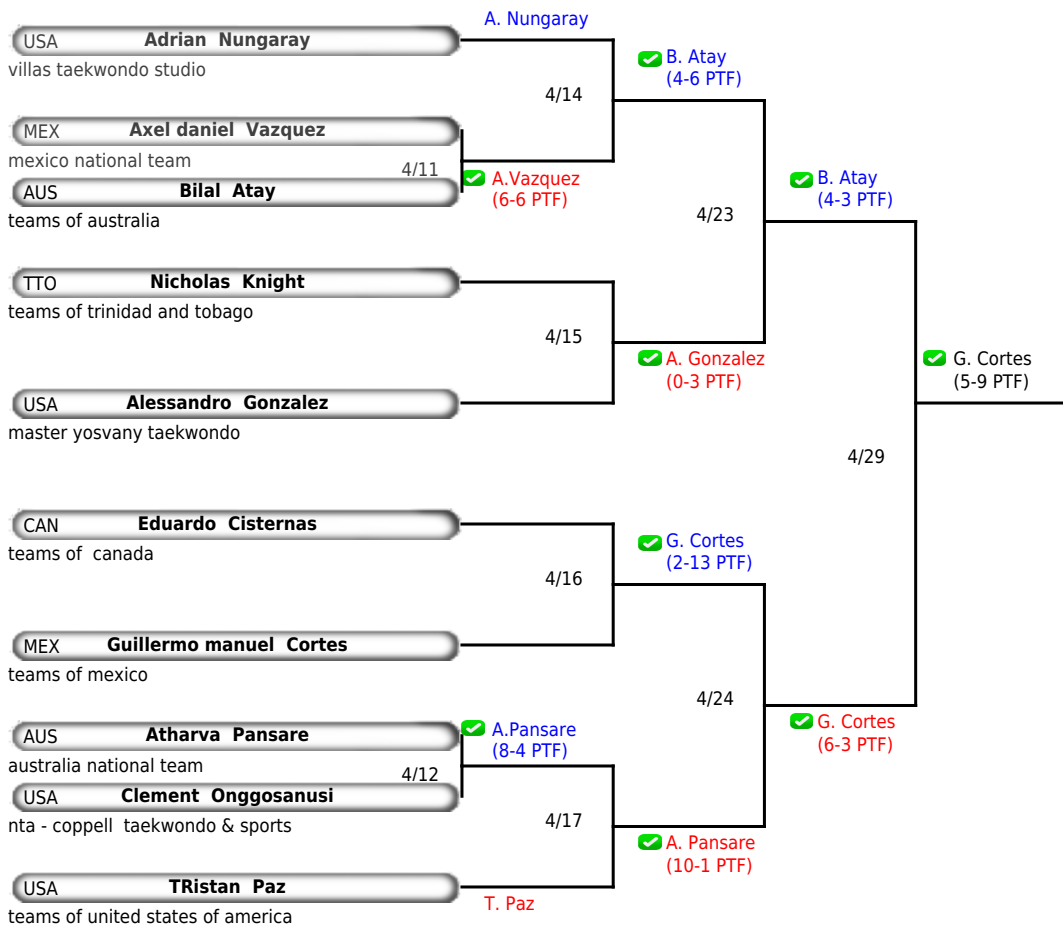 A. Nungaray
USA Adrian Nungaray
villas taekwondo studio
B. Atay
(4-6 PTF)
4/14
MEX Axel daniel Vazquez
mexico national team
4/11
A.Vazquez
(6-6 PTF)
AUS Bilal Atay
teams of australia
B. Atay
(4-3 PTF)
4/23
TTO Nicholas Knight
teams of trinidad and tobago
4/15
A. Gonzalez
(0-3 PTF)
G. Cortes
(5-9 PTF)
USA Alessandro Gonzalez
master yosvany taekwondo
4/29
CAN Eduardo Cisternas
teams of canada
G. Cortes
(2-13 PTF)
4/16
MEX Guillermo manuel Cortes
teams of mexico
4/24
G. Cortes
(6-3 PTF)
AUS Atharva Pansare
australia national team
A.Pansare
(8-4 PTF)
4/12
USA Clement Onggosanusi
nta - coppell taekwondo & sports
4/17
A. Pansare
(10-1 PTF)
USA TRistan Paz
teams of united states of america
T. Paz